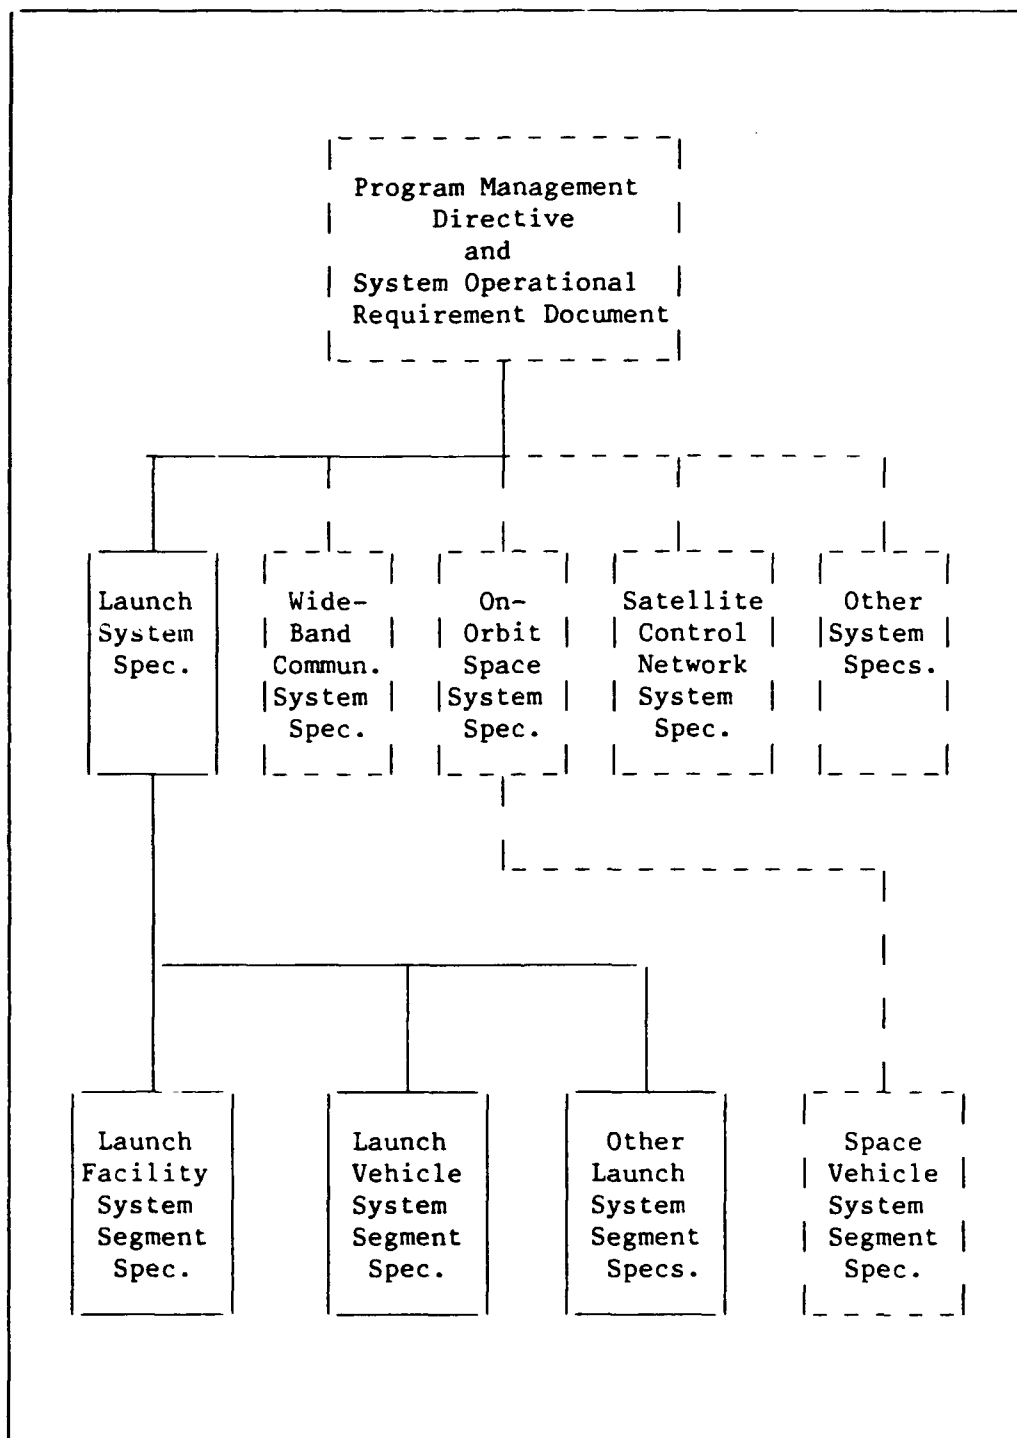 Program Management
Directive
and
System Operational
Requirement Document
Launch
System
Spec.
Wide-
Band
Commun.
System
Spec.
On-
Orbit
Space
System
Spec.
Satellite
Control
Network
System
Spec.
Other
System
Specs.
Launch
Facility
System
Segment
Spec.
Launch
Vehicle
System
Segment
Spec.
Other
Launch
System
Segment
Specs.
Space
Vehicle
System
Segment
Spec.